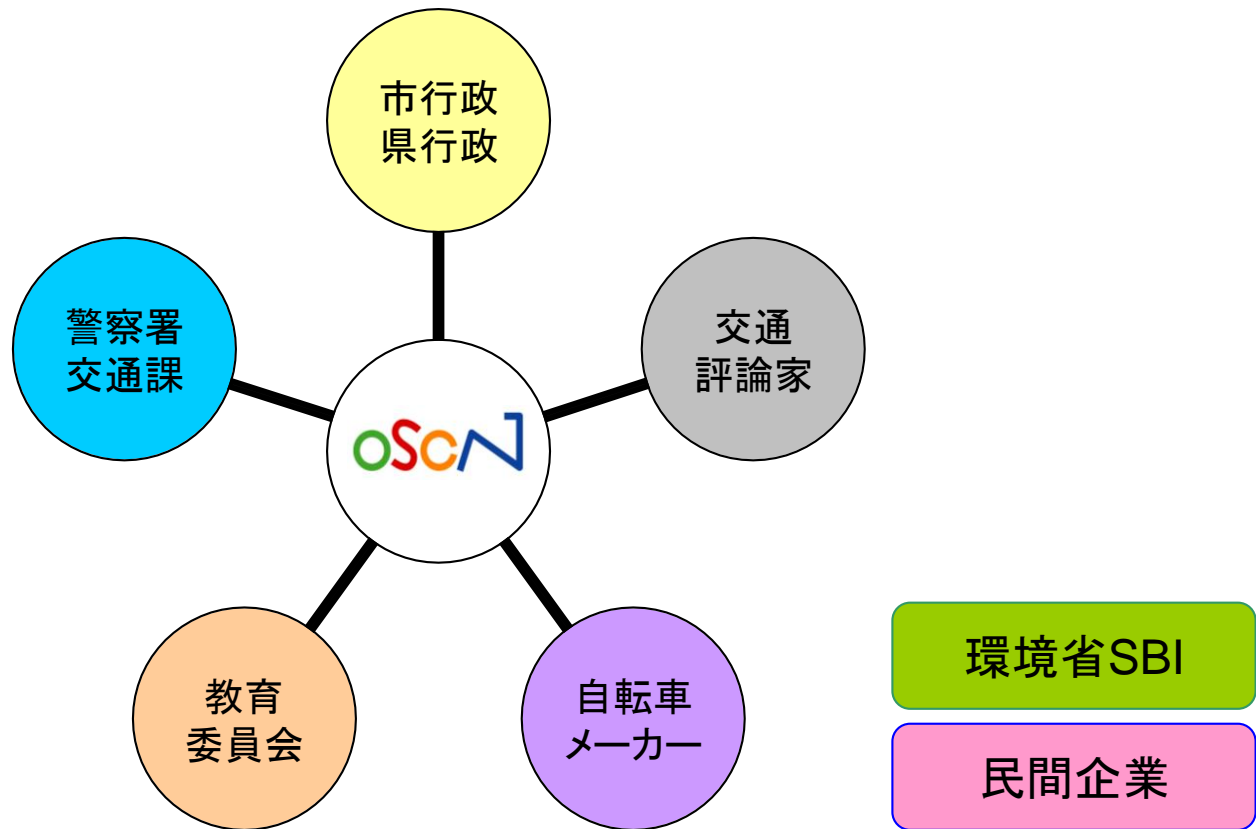 市行政
県行政
警察署
交通課
交通
評論家
oSCN
教育
委員会
自転車
メーカー
環境省SBI
民間企業